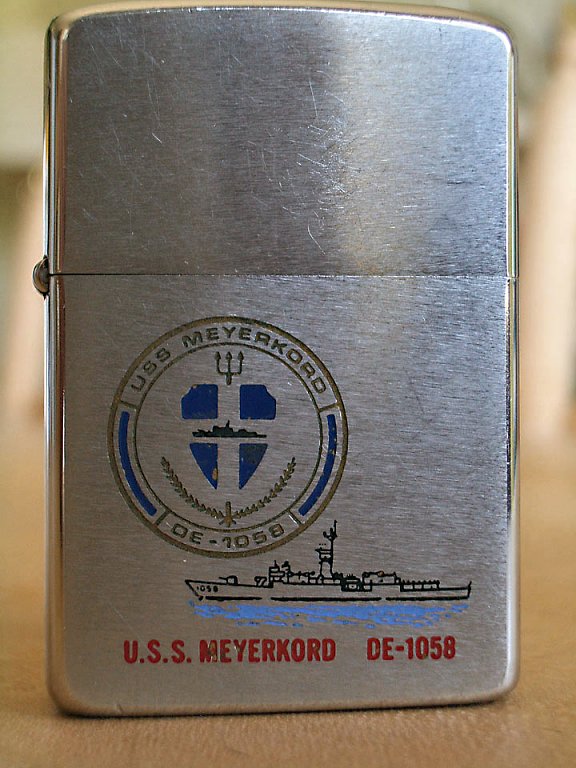 USS MEYERKORD
DE-1058
1058
U.S.S. MEYERKORD DE-1058